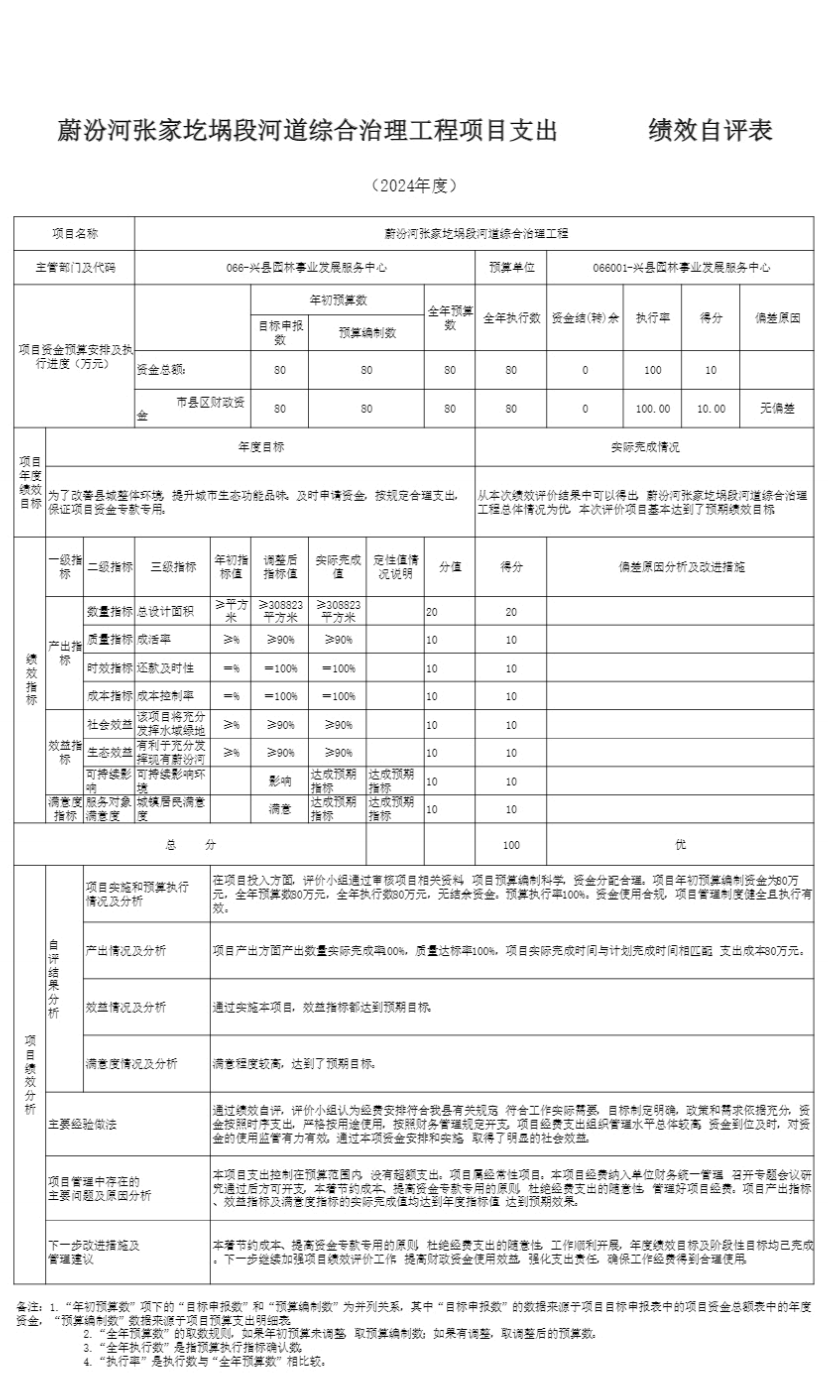 蔚汾河张家圪埚段河道综合治理工程项目支出 绩效自评表
（2024年度）
项目名称 蔚汾河张家圪埚段河道综合治理工程
主管部门及代码 066-兴县园林事业发展服务中心 预算单位 066001-兴县园林事业发展服务中心
项目资金预算安排及执
行进度（万元）
年初预算数
目标申报
数
预算编制数
全年预算
数
全年执行数 资金结(转)余 执行率 得分 偏差原因
资金总额： 80 80 80 80 0 100 10
市县区财政资
金
80 80 80 80 0 100.00 10.00 无偏差
项目
年度
绩效
目标
年度目标 实际完成情况
为了改善县城整体环境，提升城市生态功能品味。及时申请资金，按规定合理支出，
保证项目资金专款专用。
从本次绩效评价结果中可以得出，蔚汾河张家圪埚段河道综合治理
工程总体情况为优，本次评价项目基本达到了预期绩效目标。
绩效指标
一级指
标
二级指标 三级指标
年初指
标值
调整后
指标值
实际完成
值
定性值情
况说明
分值 得分 偏差原因分析及改进措施
产出指
标
数量指标 总设计面积
≥平方
米
≥308823
平方米
≥308823
平方米
20 20
质量指标 成活率 ≥% ≥90% ≥90% 10 10
时效指标 还款及时性 =% =100% =100% 10 10
成本指标 成本控制率 =% =100% =100% 10 10
效益指
标
社会效益
该项目将充分
发挥水域绿地
≥% ≥90% ≥90% 10 10
生态效益
有利于充分发
挥现有蔚汾河
≥% ≥90% ≥90% 10 10
可持续影
响
可持续影响环
境
影响
达成预期
指标
达成预期
指标
10 10
满意度
指标
服务对象
满意度
城镇居民满意
度
满意
达成预期
指标
达成预期
指标
10 10
总 分 100 优
项目绩效分析
自评结果分析
项目实施和预算执行
情况及分析
在项目投入方面，评价小组通过审核项目相关资料，项目预算编制科学，资金分配合理。项目年初预算编制资金为80万
元，全年预算数80万元，全年执行数80万元，无结余资金。预算执行率100%。资金使用合规，项目管理制度健全且执行有
效。
产出情况及分析 项目产出方面产出数量实际完成率100%，质量达标率100%，项目实际完成时间与计划完成时间相匹配，支出成本80万元。
效益情况及分析 通过实施本项目，效益指标都达到预期目标。
满意度情况及分析 满意程度较高，达到了预期目标。
主要经验做法
通过绩效自评，评价小组认为经费安排符合我县有关规定，符合工作实际需要，目标制定明确，政策和需求依据充分，资
金按照时序支出，严格按用途使用，按照财务管理规定开支。项目经费支出组织管理水平总体较高，资金到位及时，对资
金的使用监管有力有效，通过本项资金安排和实施，取得了明显的社会效益。
项目管理中存在的
主要问题及原因分析
本项目支出控制在预算范围内，没有超额支出。项目属经常性项目。本项目经费纳入单位财务统一管理，召开专题会议研
究通过后方可开支，本着节约成本、提高资金专款专用的原则，杜绝经费支出的随意性，管理好项目经费。项目产出指标
、效益指标及满意度指标的实际完成值均达到年度指标值，达到预期效果。
下一步改进措施及
管理建议
本着节约成本、提高资金专款专用的原则，杜绝经费支出的随意性，工作顺利开展，年度绩效目标及阶段性目标均已完成
。下一步继续加强项目绩效评价工作，提高财政资金使用效益，强化支出责任，确保工作经费得到合理使用。
备注：1.“年初预算数”项下的“目标申报数”和“预算编制数”为并列关系，其中“目标申报数”的数据来源于项目目标申报表中的项目资金总额表中的年度
资金，“预算编制数”数据来源于项目预算支出明细表。
2.“全年预算数”的取数规则，如果年初预算未调整，取预算编制数；如果有调整，取调整后的预算数。
3.“全年执行数”是指预算执行指标确认数。
4.“执行率”是执行数与“全年预算数”相比较。